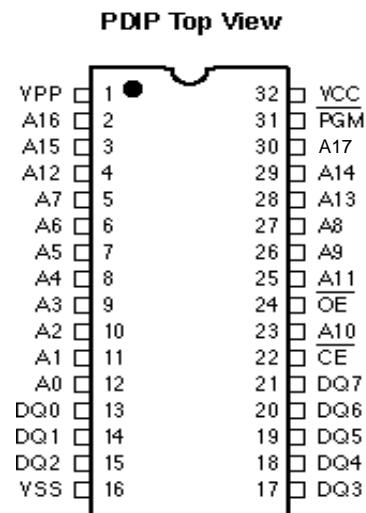 PDIP Top View
VPP 1 32 VCC
A16 2 31 PGM
A15 3 30 A17
A12 4 29 A14
A7 5 28 A13
A6 6 27 A8
A5 7 26 A9
A4 8 25 A11
A3 9 24 OE
A2 10 23 A10
A1 11 22 CE
A0 12 21 DQ7
DQ0 13 20 DQ6
DQ1 14 19 DQ5
DQ2 15 18 DQ4
VSS 16 17 DQ3